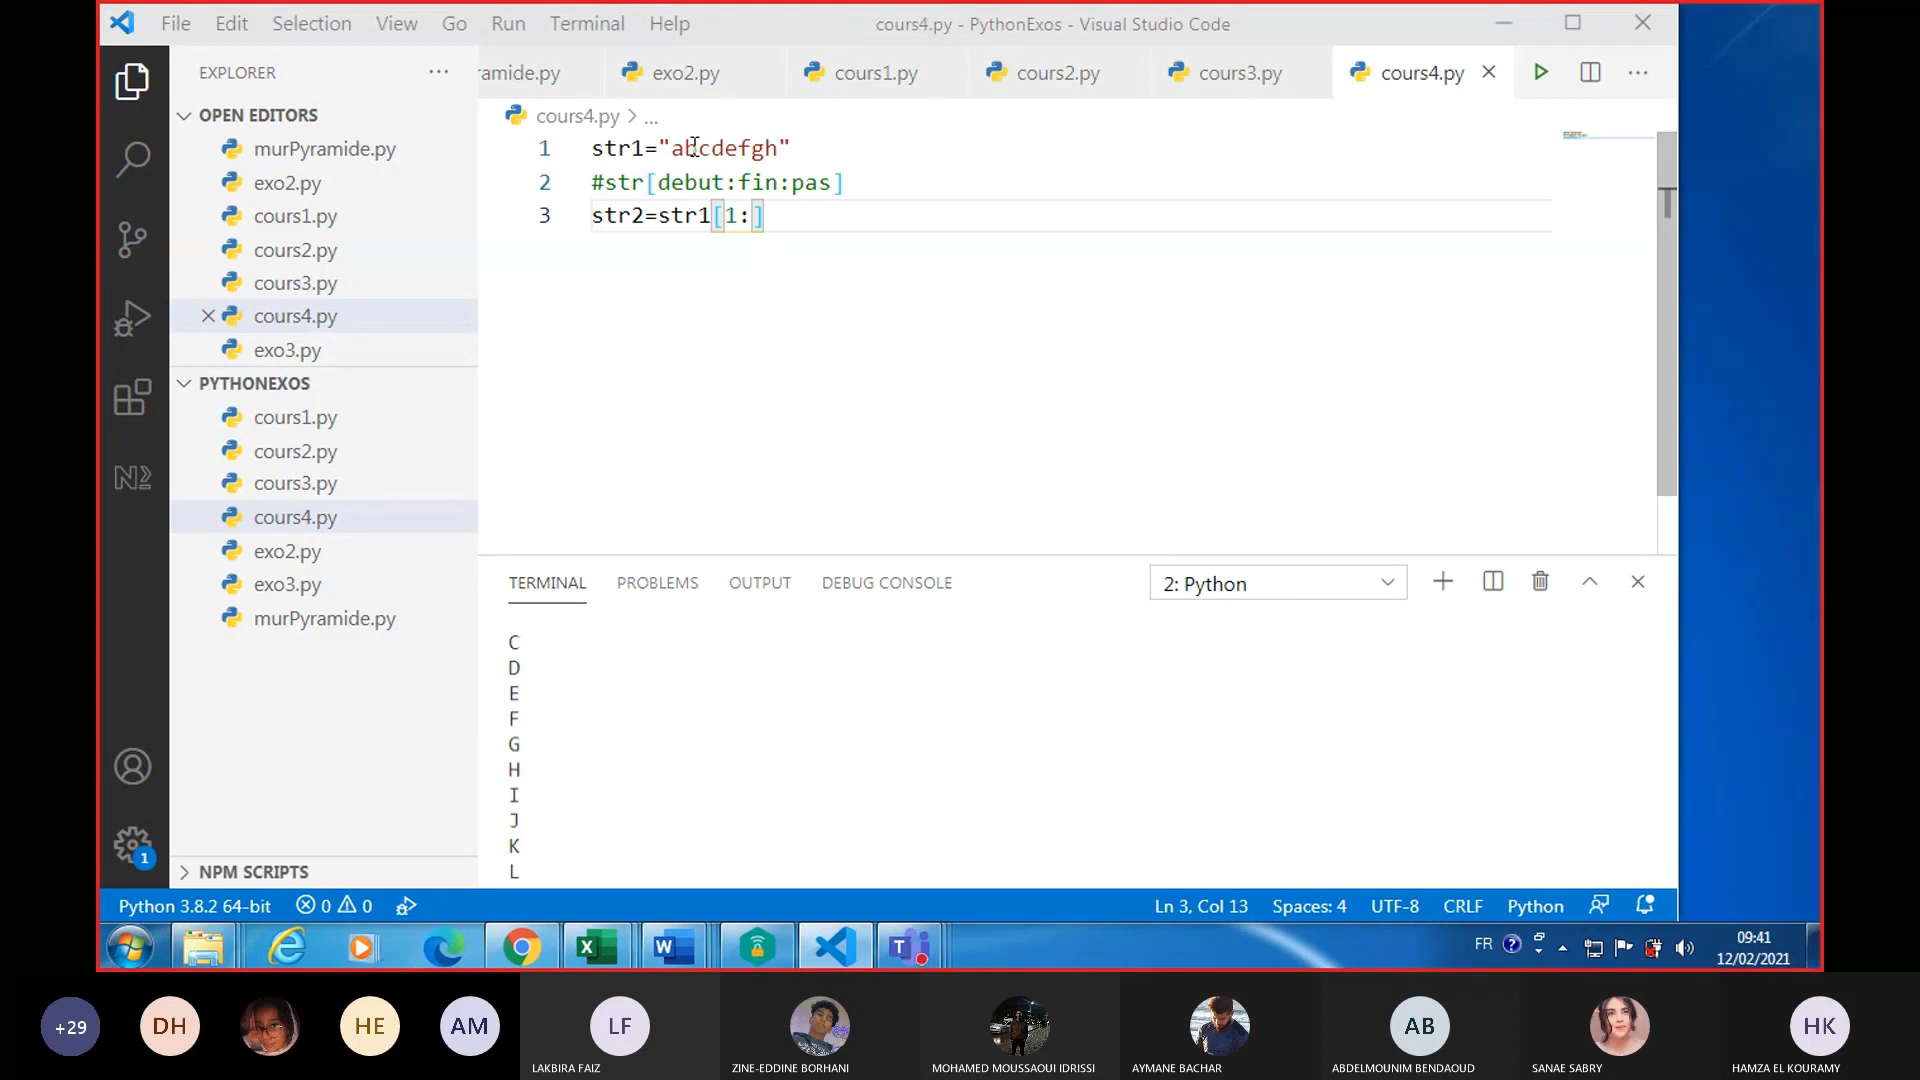 File Edit Selection View Go Run Terminal Help
cours4.py - PythonExos - Visual Studio Code
EXPLORER
ramide.py
exo2.py
cours1.py
cours2.py
cours3.py
cours4.py
OPEN EDITORS
murPyramide.py
exo2.py
cours1.py
cours2.py
cours3.py
cours4.py
exo3.py
PYTHONEXOS
cours1.py
cours2.py
cours3.py
cours4.py
exo2.py
exo3.py
murPyramide.py
NPM SCRIPTS
cours4.py > ...
1 str1="abcdefgh"
2 #str[debut:fin:pas]
3 str2=str1[1:]
TERMINAL PROBLEMS OUTPUT DEBUG CONSOLE
2: Python
C
D
E
F
G
H
I
J
K
L
1
Python 3.8.2 64-bit 0 0
Ln 3, Col 13 Spaces: 4 UTF-8 CRLF Python
FR
09:41
12/02/2021
+29
DH
HE
AM
LF
AB
HK
LAKBIRA FAIZ
ZINE-EDDINE BORHANI
MOHAMED MOUSSAOUI IDRISSI
AYMANE BACHAR
ABDELMOUNIM BENDAOUD
SANAE SABRY
HAMZA EL KOURAMY